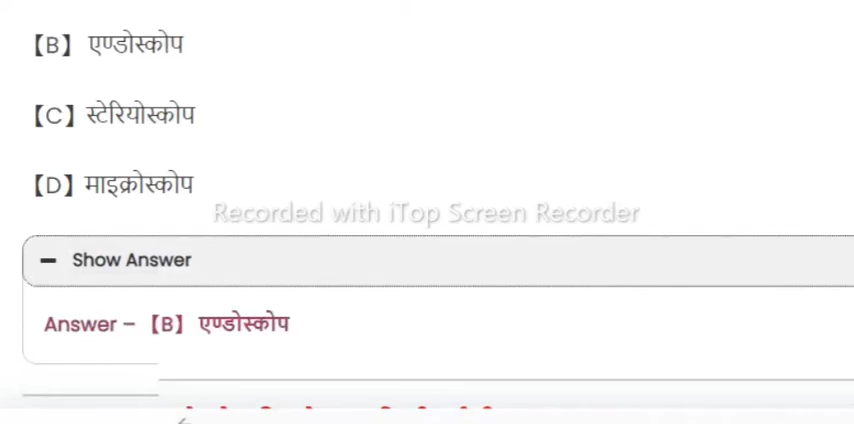 【B】 एण्डोस्कोप
【C】 स्टेरियोस्कोप
【D】 माइक्रोस्कोप
Recorded with iTop Screen Recorder
– Show Answer
Answer – 【B】 एण्डोस्कोप